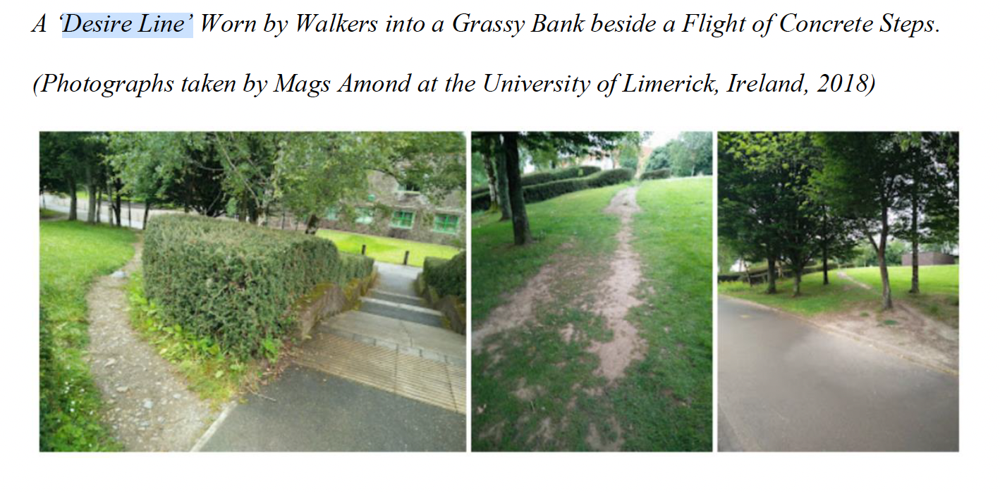 A ‘Desire Line’ Worn by Walkers into a Grassy Bank beside a Flight of Concrete Steps.
(Photographs taken by Mags Amond at the University of Limerick, Ireland, 2018)